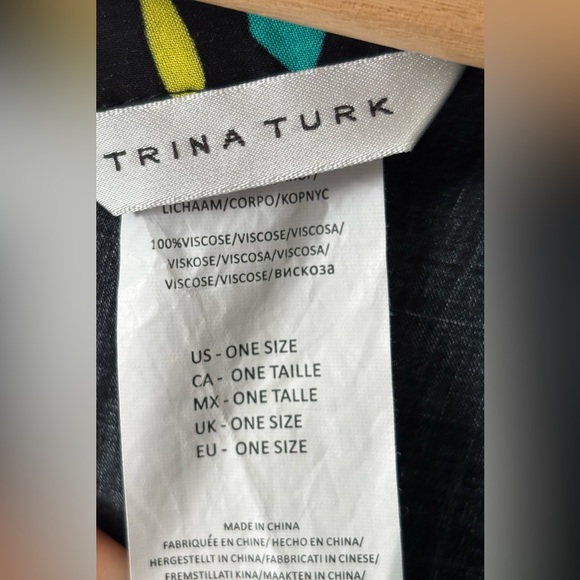 TRINA TURK
LICHAAM/CORPO/KOPNYC
100%VISCOSE/VISCOSE/VISCOSA/
VISKOSE/VISCOSA/VISCOSA/
VISCOSE/VISCOSE/ВИСКОЗА
US - ONE SIZE
CA - ONE TAILLE
MX - ONE TALLE
UK - ONE SIZE
EU - ONE SIZE
MADE IN CHINA
FABRIQUÉE EN CHINE/ HECHO EN CHINA/
HERGESTELLT IN CHINA/FABBRICATI IN CINESE/
FREMSTILLATI KINA/MAAKTEN IN CHINA/